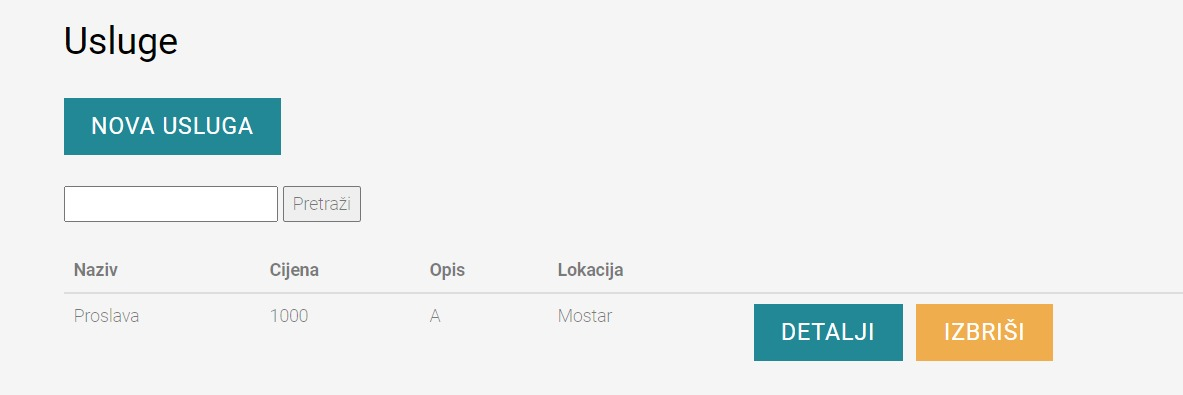 Usluge
NOVA USLUGA
Pretraži
Naziv Cijena Opis Lokacija
Proslava 1000 A Mostar DETALJI IZBRIŠI